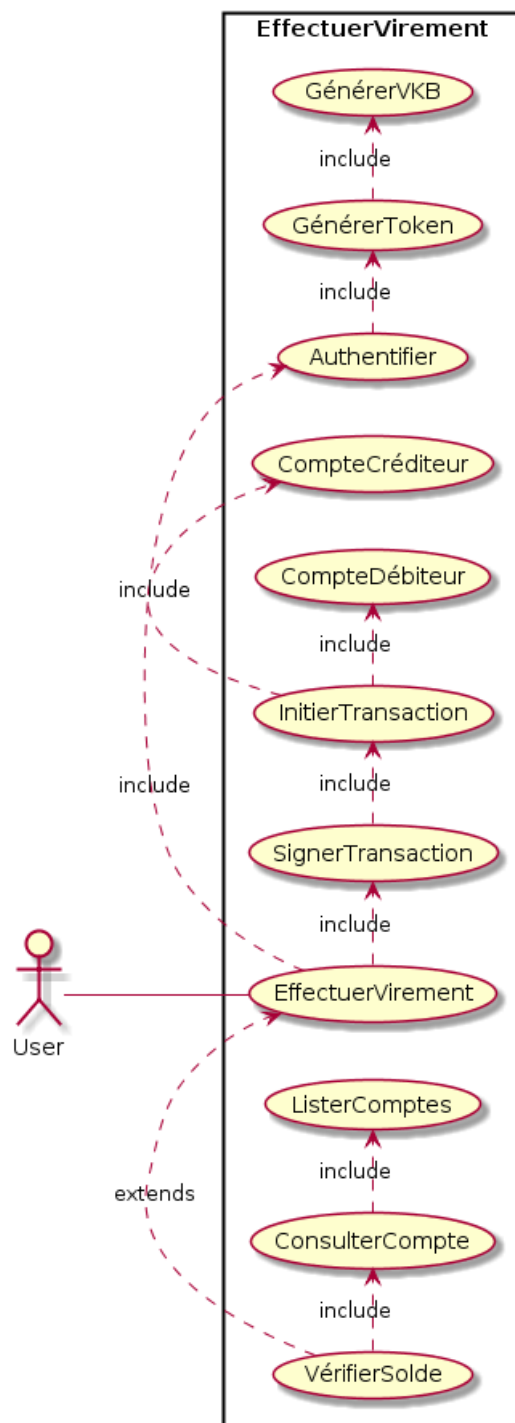 EffectuerVirement
GénérerVKB
include
GénérerToken
include
Authentifier
CompteCréditeur
CompteDébiteur
include
include
InitierTransaction
include
include
SignerTransaction
include
EffectuerVirement
User
ListerComptes
include
extends
ConsulterCompte
include
VérifierSolde